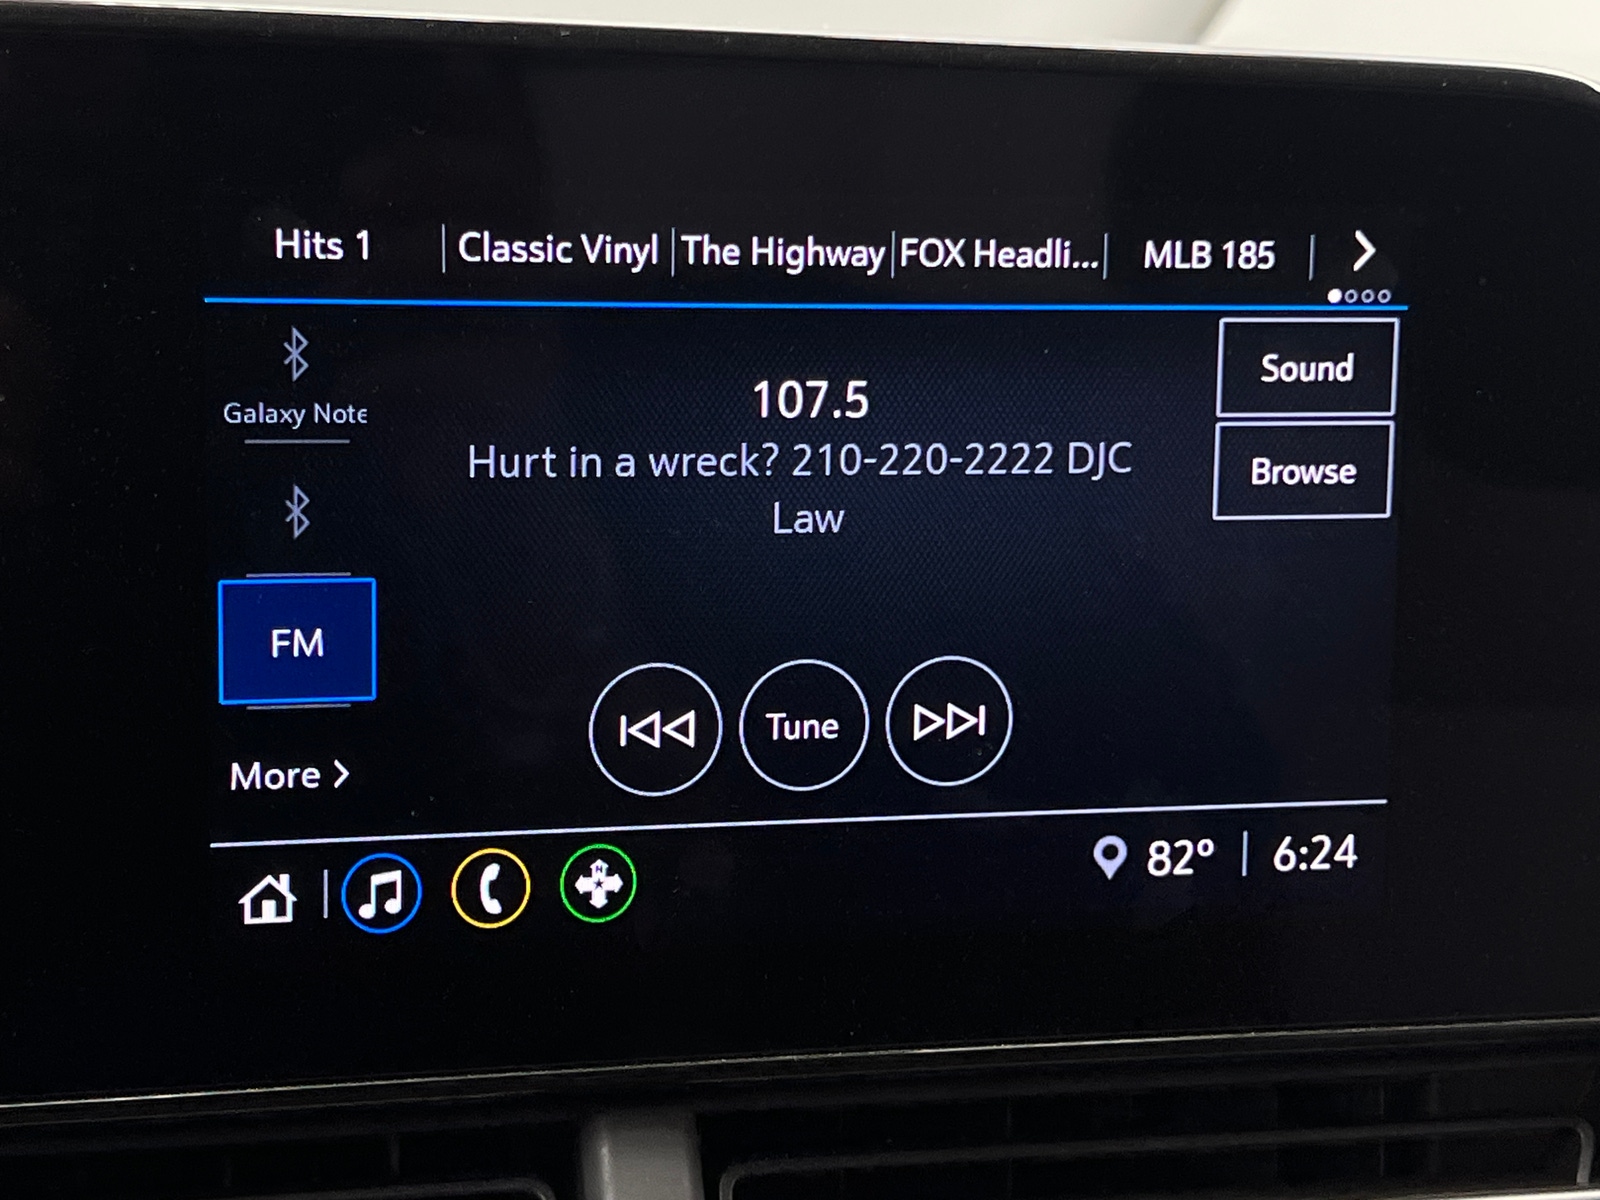 Hits 1
Classic Vinyl
The Highway
FOX Headli...
MLB 185
Galaxy Note
107.5
Hurt in a wreck? 210-220-2222 DJC
Law
Sound
Browse
FM
Tune
More
82°
6:24